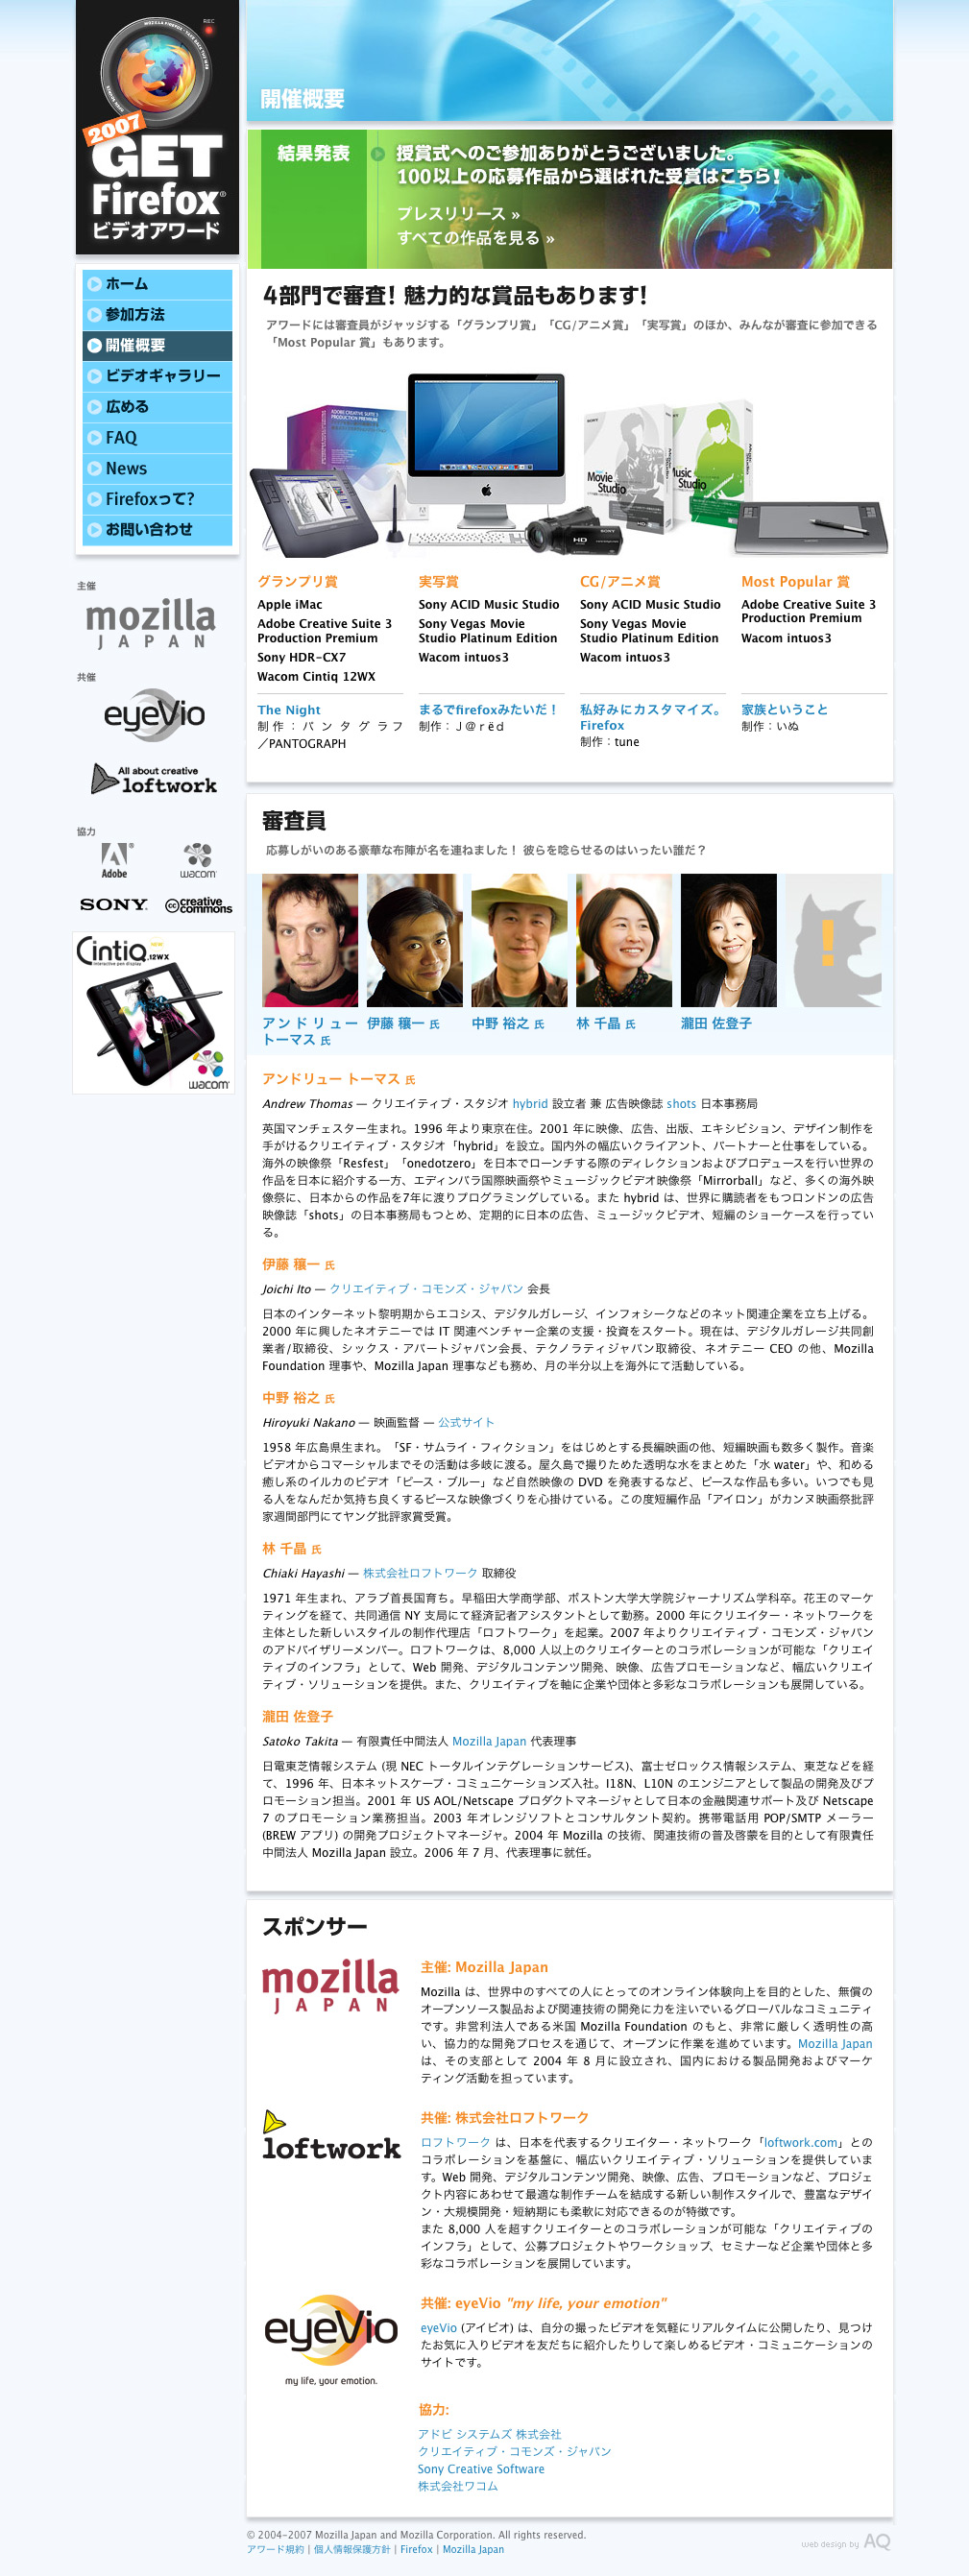 REC
2007
GET
Firefox®
ビデオアワード
ホーム
参加方法
開催概要
ビデオギャラリー
広める
FAQ
News
Firefoxって?
お問い合わせ
主催
mozilla
JAPAN
共催
eyeVio
All about creative
loftwork
協力
Adobe
wacom
SONY
cc creative commons
Cintiq NEW 12WX
interactive pen display
wacom
開催概要
結果発表
授賞式へのご参加ありがとうございました。
100以上の応募作品から選ばれた受賞はこちら!
プレスリリース »
すべての作品を見る »
4部門で審査! 魅力的な賞品もあります!
アワードには審査員がジャッジする「グランプリ賞」「CG/アニメ賞」「実写賞」のほか、みんなが審査に参加できる
「Most Popular 賞」もあります。
グランプリ賞
Apple iMac
Adobe Creative Suite 3
Production Premium
Sony HDR-CX7
Wacom Cintiq 12WX
The Night
制作：パンタグラフ
／PANTOGRAPH
実写賞
Sony ACID Music Studio
Sony Vegas Movie
Studio Platinum Edition
Wacom intuos3
まるでfirefoxみたいだ！
制作：J@rëd
CG/アニメ賞
Sony ACID Music Studio
Sony Vegas Movie
Studio Platinum Edition
Wacom intuos3
私好みにカスタマイズ。
Firefox
制作：tune
Most Popular 賞
Adobe Creative Suite 3
Production Premium
Wacom intuos3
家族ということ
制作：いぬ
審査員
応募しがいのある豪華な布陣が名を連ねました！ 彼らを唸らせるのはいったい誰だ？
アンドリュー
トーマス 氏
伊藤 穰一 氏
中野 裕之 氏
林 千晶 氏
瀧田 佐登子
アンドリュー トーマス 氏
Andrew Thomas — クリエイティブ・スタジオ hybrid 設立者 兼 広告映像誌 shots 日本事務局
英国マンチェスター生まれ。1996 年より東京在住。2001 年に映像、広告、出版、エキシビション、デザイン制作を
手がけるクリエイティブ・スタジオ「hybrid」を設立。国内外の幅広いクライアント、パートナーと仕事をしている。
海外の映像祭「Resfest」「onedotzero」を日本でローンチする際のディレクションおよびプロデュースを行い世界の
作品を日本に紹介する一方、エディンバラ国際映画祭やミュージックビデオ映像祭「Mirrorball」など、多くの海外映
像祭に、日本からの作品を7年に渡りプログラミングしている。また hybrid は、世界に購読者をもつロンドンの広告
映像誌「shots」の日本事務局もつとめ、定期的に日本の広告、ミュージックビデオ、短編のショーケースを行ってい
る。
伊藤 穰一 氏
Joichi Ito — クリエイティブ・コモンズ・ジャパン 会長
日本のインターネット黎明期からエコシス、デジタルガレージ、インフォシークなどのネット関連企業を立ち上げる。
2000 年に興したネオテニーでは IT 関連ベンチャー企業の支援・投資をスタート。現在は、デジタルガレージ共同創
業者/取締役、シックス・アパートジャパン会長、テクノラティジャパン取締役、ネオテニー CEO の他、Mozilla
Foundation 理事や、Mozilla Japan 理事なども務め、月の半分以上を海外にて活動している。
中野 裕之 氏
Hiroyuki Nakano — 映画監督 — 公式サイト
1958 年広島県生まれ。「SF・サムライ・フィクション」をはじめとする長編映画の他、短編映画も数多く製作。音楽
ビデオからコマーシャルまでその活動は多岐に渡る。屋久島で撮りためた透明な水をまとめた「水 water」や、和める
癒し系のイルカのビデオ「ピース・ブルー」など自然映像の DVD を発表するなど、ピースな作品も多い。いつでも見
る人をなんだか気持ち良くするピースな映像づくりを心掛けている。この度短編作品「アイロン」がカンヌ映画祭批評
家週間部門にてヤング批評家賞受賞。
林 千晶 氏
Chiaki Hayashi — 株式会社ロフトワーク 取締役
1971 年生まれ、アラブ首長国育ち。早稲田大学商学部、ボストン大学大学院ジャーナリズム学科卒。花王のマーケ
ティングを経て、共同通信 NY 支局にて経済記者アシスタントとして勤務。2000 年にクリエイター・ネットワークを
主体とした新しいスタイルの制作代理店「ロフトワーク」を起業。2007 年よりクリエイティブ・コモンズ・ジャパン
のアドバイザリーメンバー。ロフトワークは、8,000 人以上のクリエイターとのコラボレーションが可能な「クリエイ
ティブのインフラ」として、Web 開発、デジタルコンテンツ開発、映像、広告プロモーションなど、幅広いクリエイ
ティブ・ソリューションを提供。また、クリエイティブを軸に企業や団体と多彩なコラボレーションも展開している。
瀧田 佐登子
Satoko Takita — 有限責任中間法人 Mozilla Japan 代表理事
日電東芝情報システム (現 NEC トータルインテグレーションサービス)、富士ゼロックス情報システム、東芝などを経
て、1996 年、日本ネットスケープ・コミュニケーションズ入社。I18N、L10N のエンジニアとして製品の開発及びプ
ロモーション担当。2001 年 US AOL/Netscape プロダクトマネージャとして日本の金融関連サポート及び Netscape
7 のプロモーション業務担当。2003 年オレンジソフトとコンサルタント契約。携帯電話用 POP/SMTP メーラー
(BREW アプリ) の開発プロジェクトマネージャ。2004 年 Mozilla の技術、関連技術の普及啓蒙を目的として有限責任
中間法人 Mozilla Japan 設立。2006 年 7 月、代表理事に就任。
スポンサー
mozilla
JAPAN
主催: Mozilla Japan
Mozilla は、世界中のすべての人にとってのオンライン体験向上を目的とした、無償の
オープンソース製品および関連技術の開発に力を注いでいるグローバルなコミュニティ
です。非営利法人である米国 Mozilla Foundation のもと、非常に厳しく透明性の高
い、協力的な開発プロセスを通じて、オープンに作業を進めています。Mozilla Japan
は、その支部として 2004 年 8 月に設立され、国内における製品開発およびマーケ
ティング活動を担っています。
loftwork
共催: 株式会社ロフトワーク
ロフトワーク は、日本を代表するクリエイター・ネットワーク「loftwork.com」との
コラボレーションを基盤に、幅広いクリエイティブ・ソリューションを提供していま
す。Web 開発、デジタルコンテンツ開発、映像、広告、プロモーションなど、プロジェ
クト内容にあわせて最適な制作チームを結成する新しい制作スタイルで、豊富なデザイ
ン・大規模開発・短納期にも柔軟に対応できるのが特徴です。
また 8,000 人を超すクリエイターとのコラボレーションが可能な「クリエイティブの
インフラ」として、公募プロジェクトやワークショップ、セミナーなど企業や団体と多
彩なコラボレーションを展開しています。
eyeVio
my life, your emotion.
共催: eyeVio "my life, your emotion"
eyeVio (アイビオ) は、自分の撮ったビデオを気軽にリアルタイムに公開したり、見つけ
たお気に入りビデオを友だちに紹介したりして楽しめるビデオ・コミュニケーションの
サイトです。
協力:
アドビ システムズ 株式会社
クリエイティブ・コモンズ・ジャパン
Sony Creative Software
株式会社ワコム
© 2004-2007 Mozilla Japan and Mozilla Corporation. All rights reserved.
アワード規約 | 個人情報保護方針 | Firefox | Mozilla Japan
web design by AQ